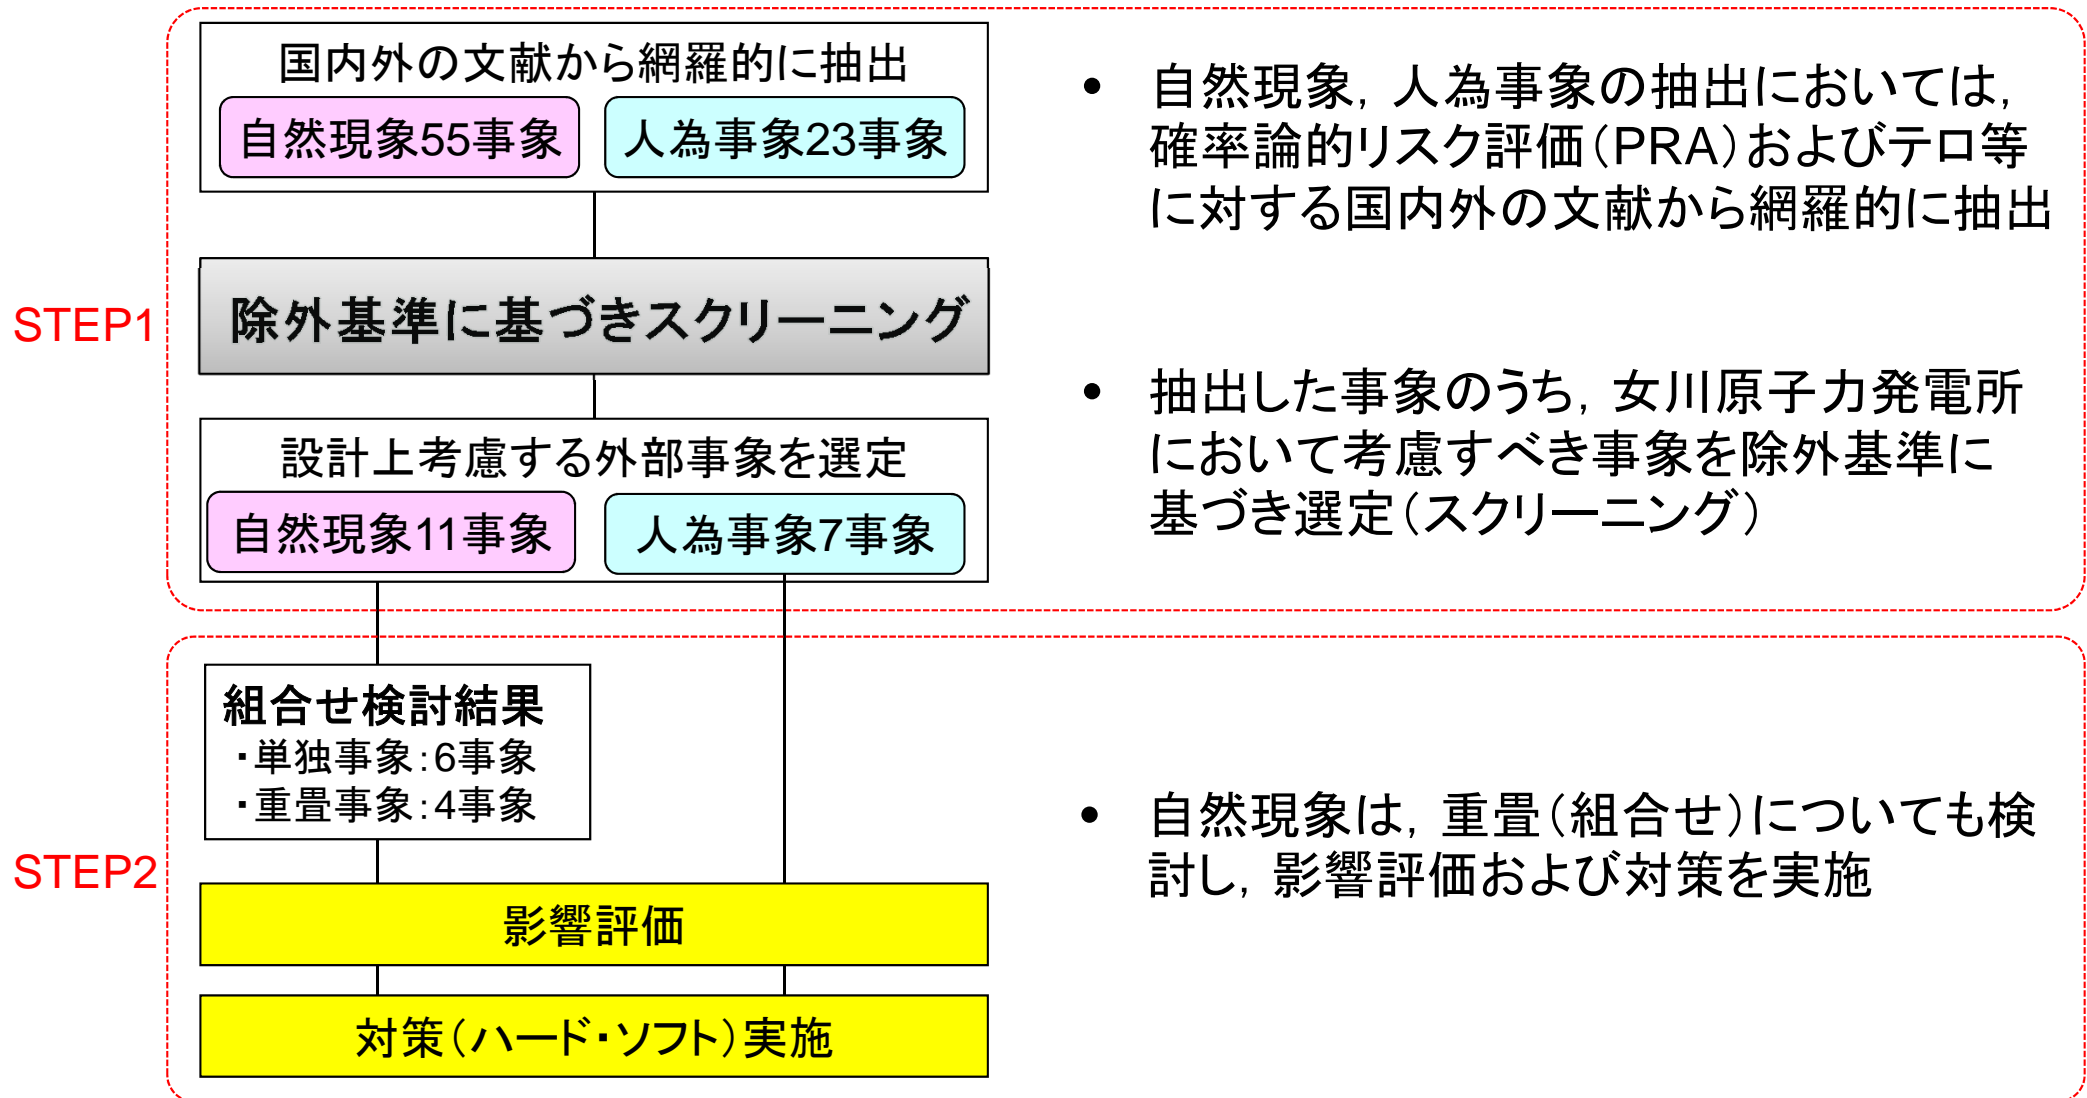 国内外の文献から網羅的に抽出
自然現象55事象
人為事象23事象
STEP1
除外基準に基づきスクリーニング
設計上考慮する外部事象を選定
自然現象11事象
人為事象7事象
• 自然現象,人為事象の抽出においては,
確率論的リスク評価(PRA)およびテロ等
に対する国内外の文献から網羅的に抽出
• 抽出した事象のうち,女川原子力発電所
において考慮すべき事象を除外基準に
基づき選定(スクリーニング)
STEP2
組合せ検討結果
・単独事象:6事象
・重畳事象:4事象
影響評価
対策(ハード・ソフト)実施
• 自然現象は,重畳(組合せ)についても検
討し,影響評価および対策を実施